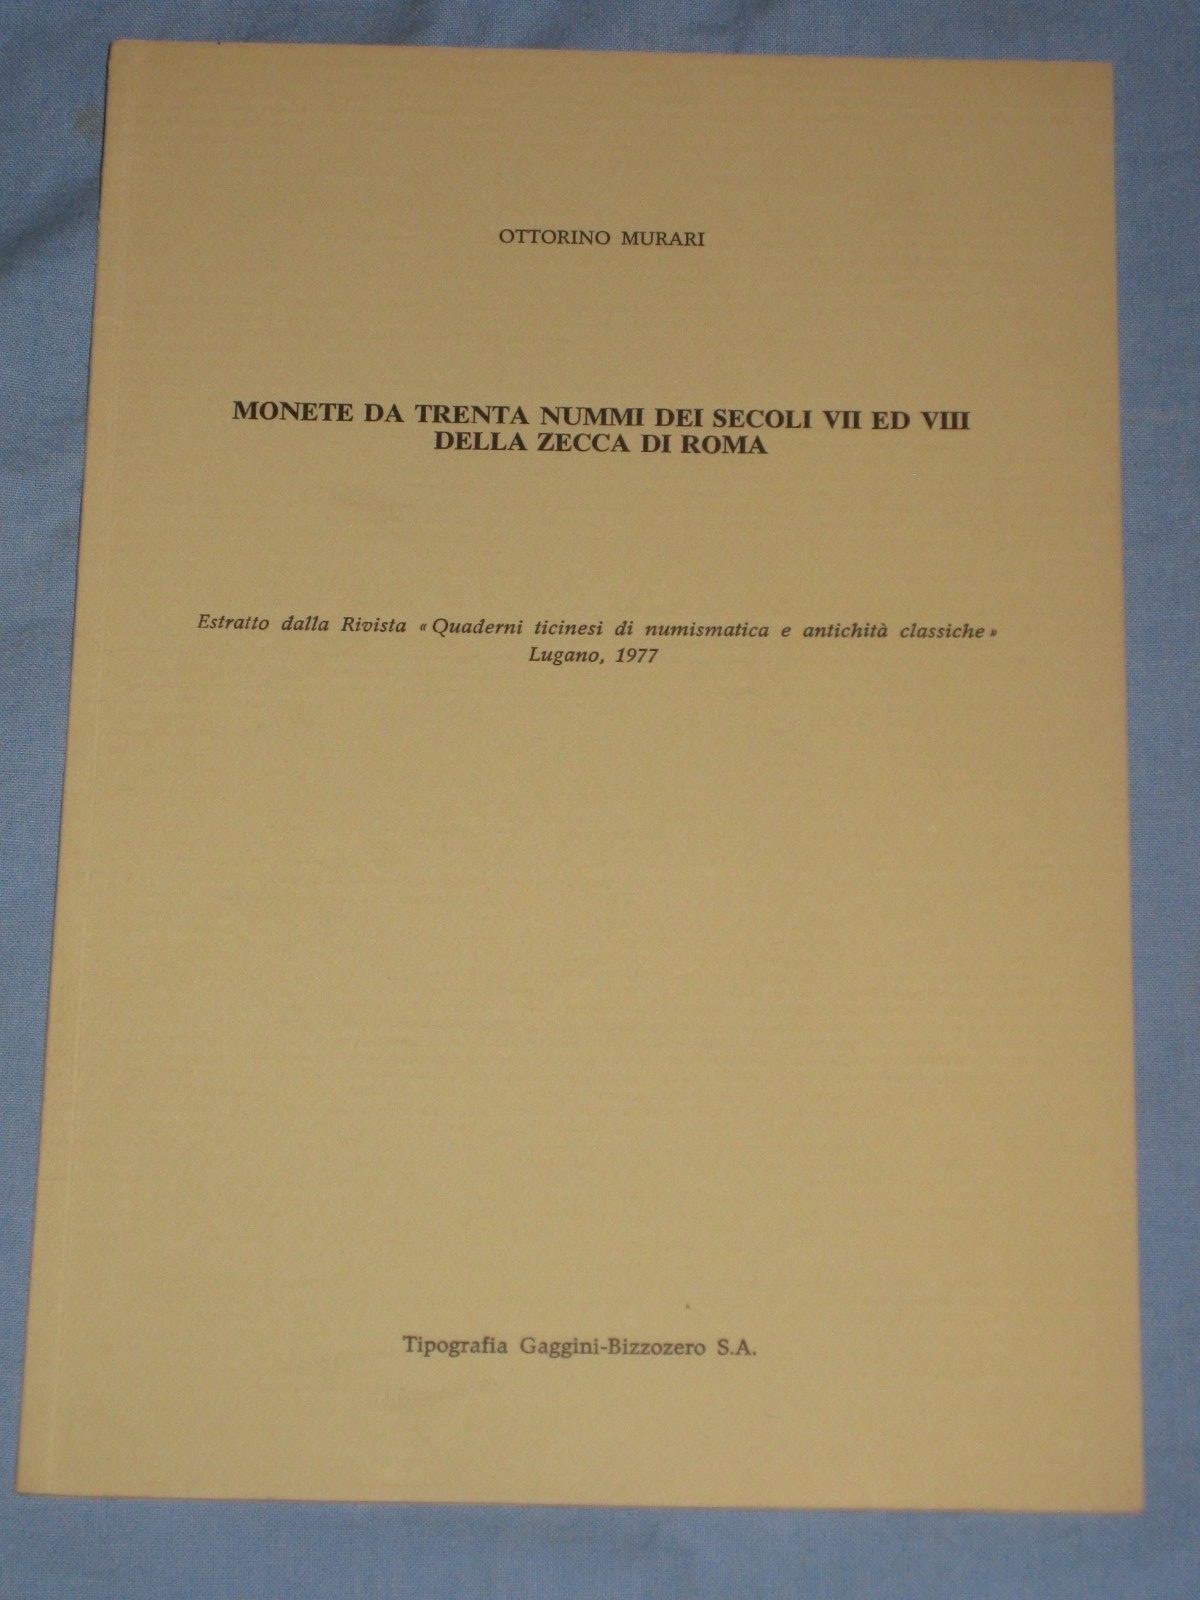 OTTORINO MURARI
MONETE DA TRENTA NUMMI DEI SECOLI VII ED VIII
DELLA ZECCA DI ROMA
Estratto dalla Rivista «Quaderni ticinesi di numismatica e antichità classiche»
Lugano, 1977
Tipografia Gaggini-Bizzozero S.A.